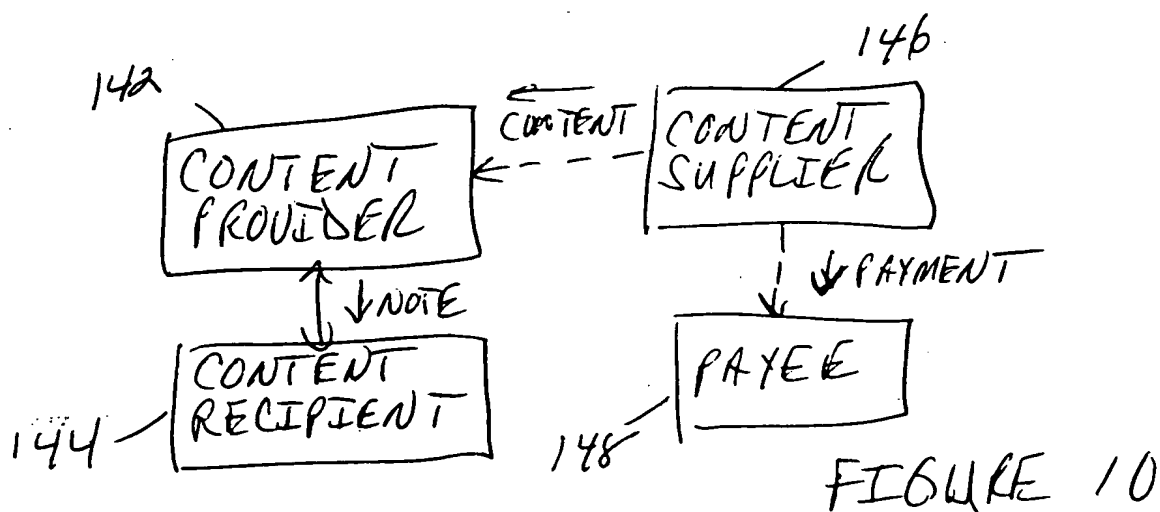 142
146
CONTENT
PROVIDER
CONTENT
CONTENT
SUPPLIER
NOTE
PAYMENT
CONTENT
RECIPIENT
PAYEE
144
148
FIGURE 10